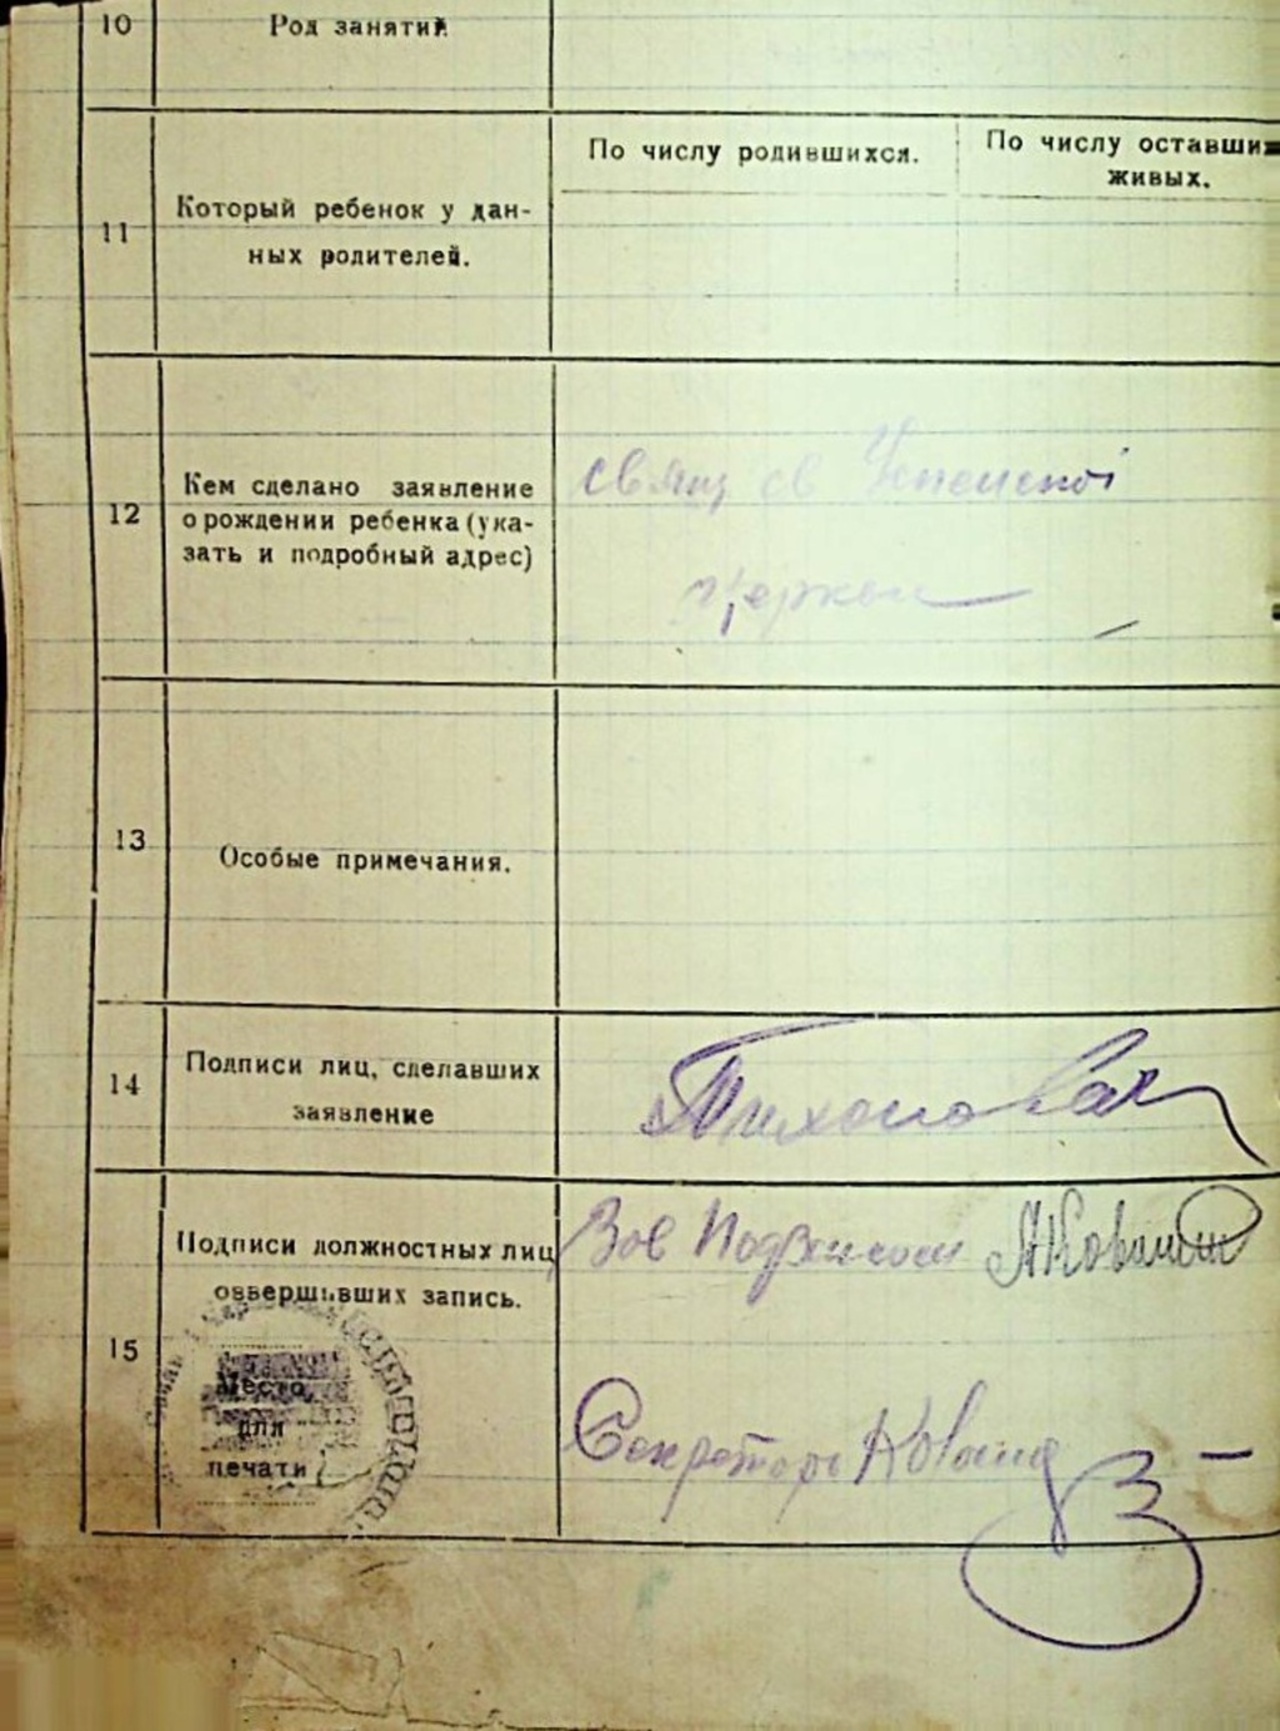 10
Род занятий
11
Который ребенок у дан-
ных родителей.
По числу родившихся.
По числу оставши
живых.
12
Кем сделано заявление
о рождении ребенка (ука-
зать и подробный адрес)
Свящ св Успенской
церкви
13
Особые примечания.
14
Подписи лиц, сделавших
заявление
15
Подписи должностных лиц
оввершивших запись.
Зав
Секретарь
Место
для
печати